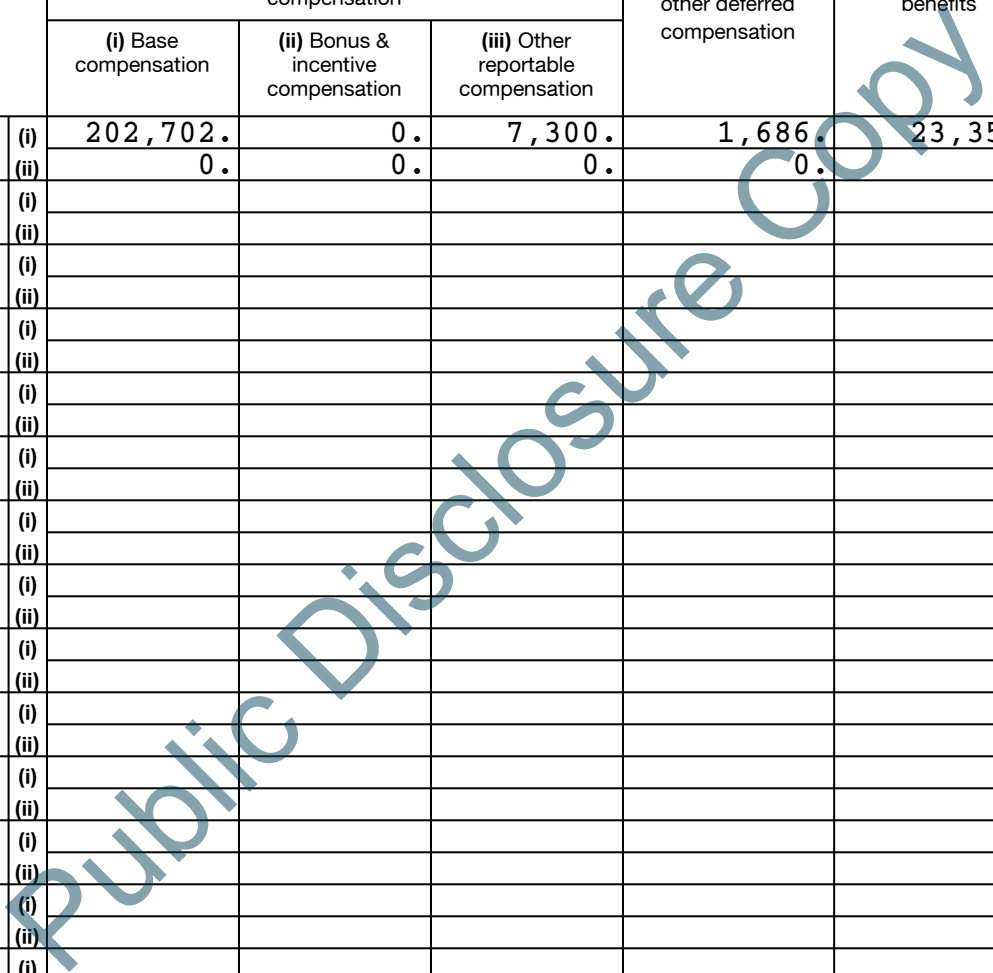 compensation
other deferred
compensation
benefits
(i) Base
compensation
(ii) Bonus &
incentive
compensation
(iii) Other
reportable
compensation
(i) 202,702. 0. 7,300. 1,686. 23,35
(ii) 0. 0. 0. 0.
(i)
(ii)
(i)
(ii)
(i)
(ii)
(i)
(ii)
(i)
(ii)
(i)
(ii)
(i)
(ii)
(i)
(ii)
(i)
(ii)
(i)
(ii)
(i)
(ii)
(i)
(ii)
(i)
Public Disclosure Copy